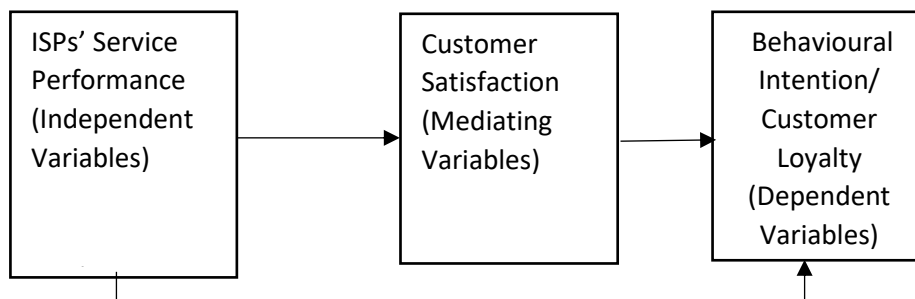 ISPs’ Service
Performance
(Independent
Variables)
Customer
Satisfaction
(Mediating
Variables)
Behavioural
Intention/
Customer
Loyalty
(Dependent
Variables)